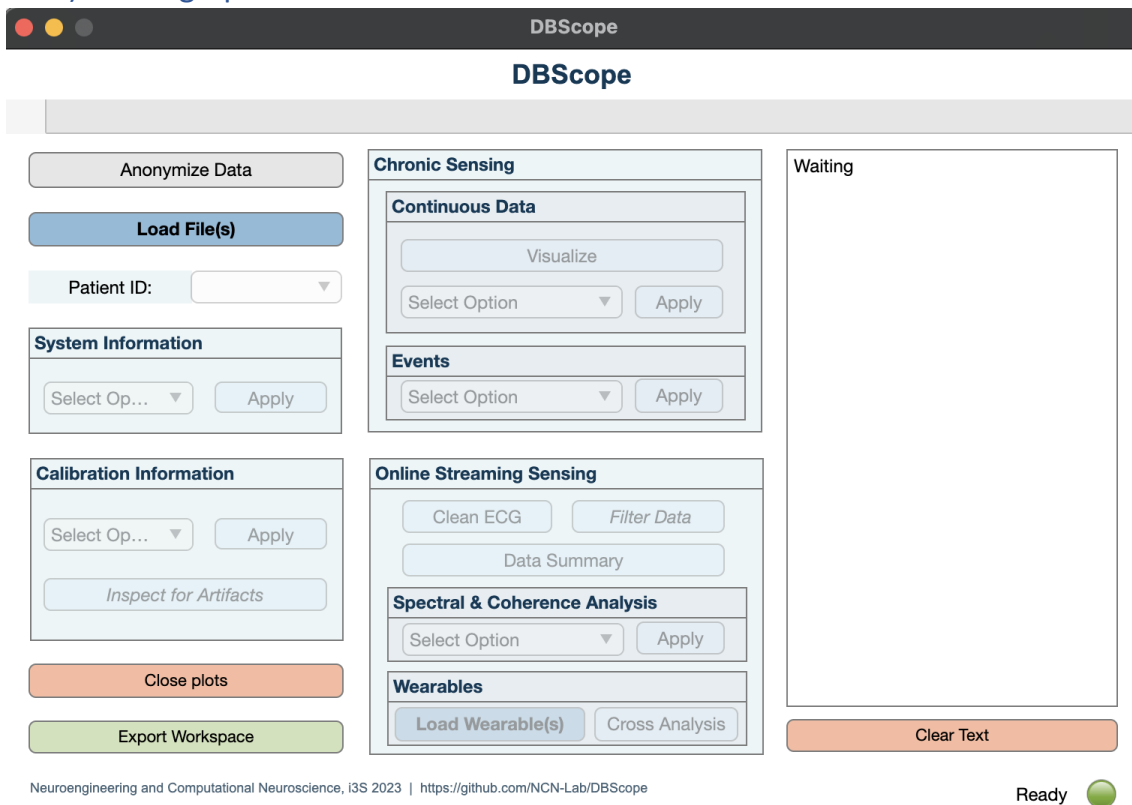 DBScope
DBScope
Anonymize Data
Load File(s)
Patient ID:
System Information
Select Op...
Apply
Calibration Information
Select Op...
Apply
Inspect for Artifacts
Close plots
Export Workspace
Chronic Sensing
Continuous Data
Visualize
Select Option
Apply
Events
Select Option
Apply
Online Streaming Sensing
Clean ECG
Filter Data
Data Summary
Spectral & Coherence Analysis
Select Option
Apply
Wearables
Load Wearable(s)
Cross Analysis
Waiting
Clear Text
Neuroengineering and Computational Neuroscience, i3S 2023 | https://github.com/NCN-Lab/DBScope
Ready